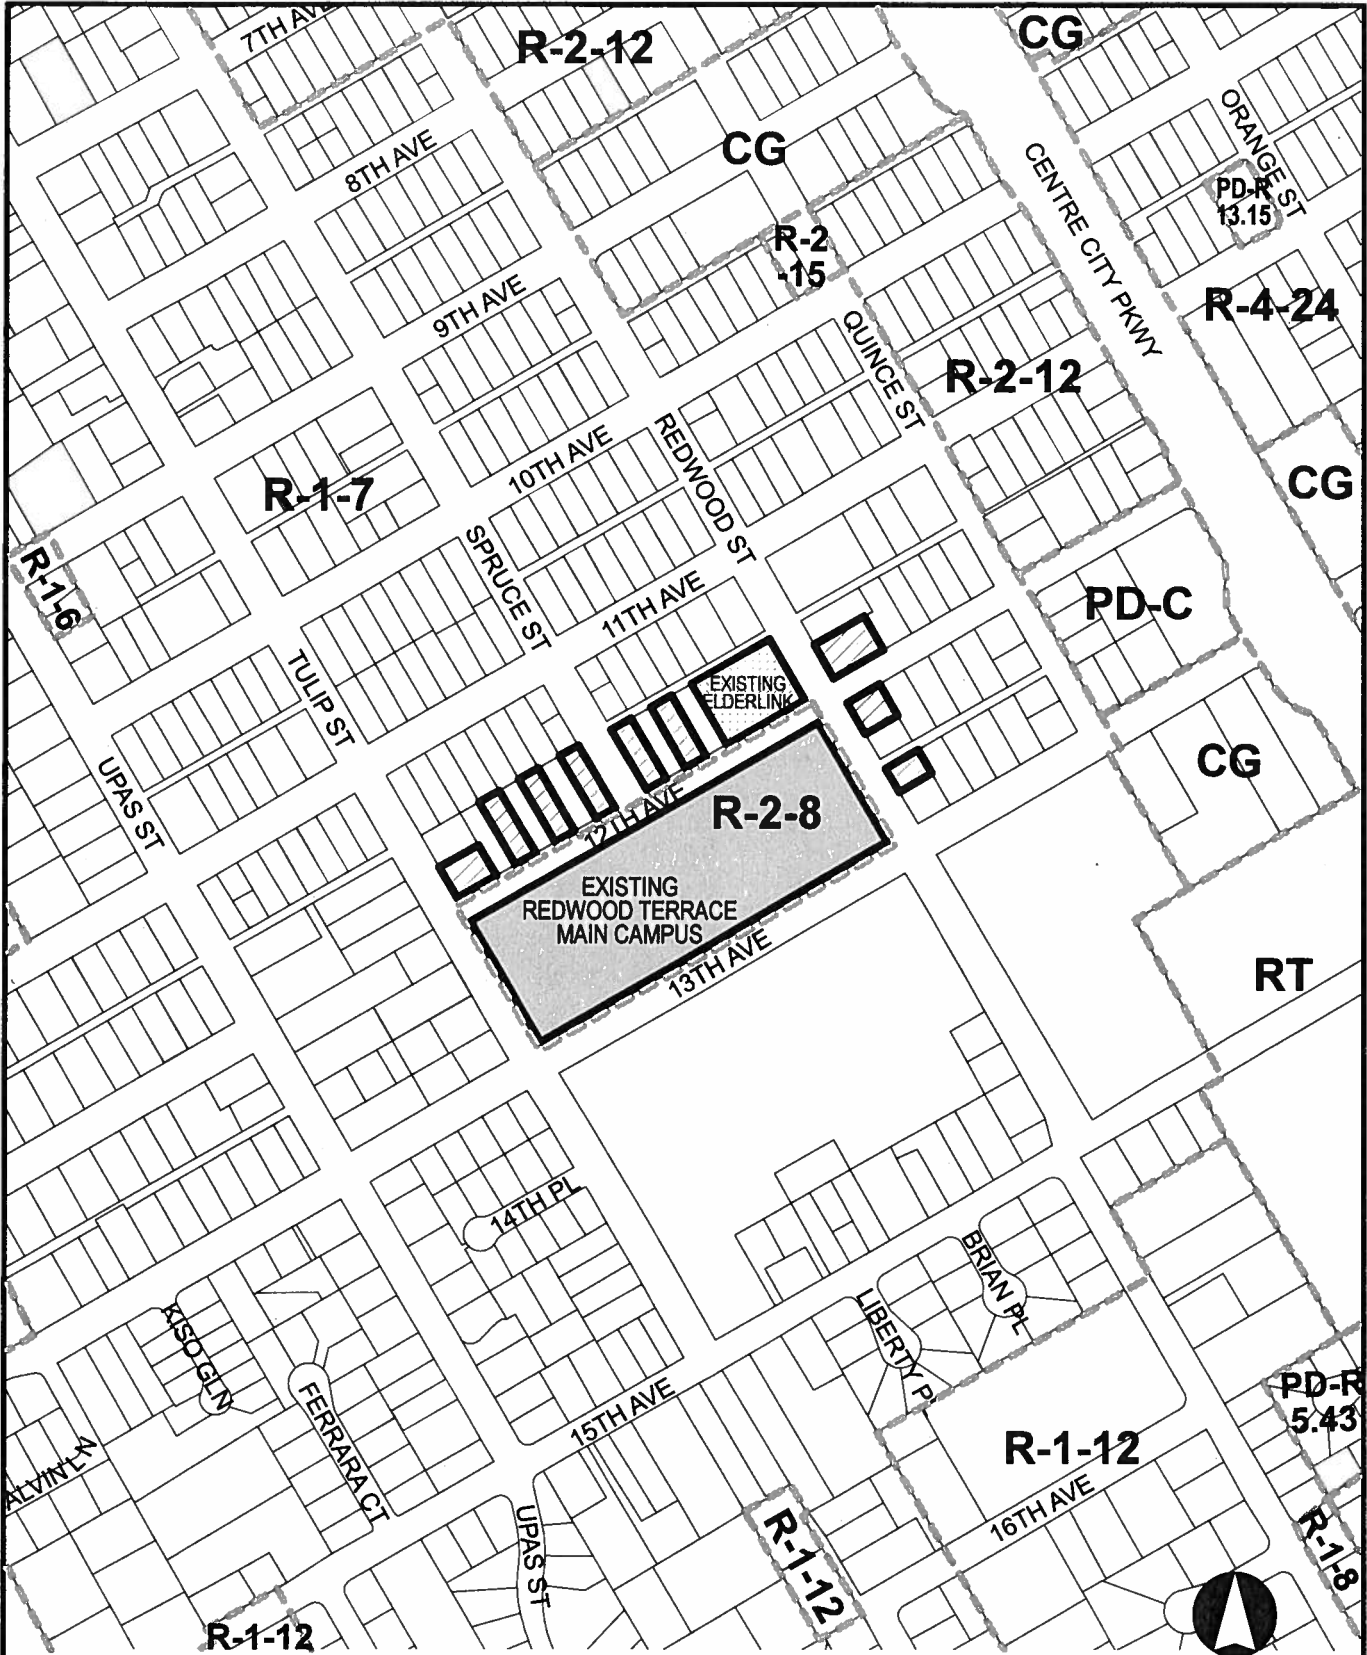 7TH AVE
R-2-12
CG
8TH AVE
CG
ORANGE ST
CENTRE CITY PKWY
PD-R
13.15
R-2
-15
9TH AVE
R-4-24
QUINCE ST
R-2-12
REDWOOD ST
10TH AVE
R-1-7
CG
SPRUCE ST
R-1-6
11TH AVE
PD-C
TULIP ST
EXISTING
ELDERLINK
UPAS ST
CG
12TH AVE
R-2-8
EXISTING
REDWOOD TERRACE
MAIN CAMPUS
13TH AVE
RT
14TH PL
BRIAN PL
LIBERTY PL
KISO GLN
FERRARA CT
PD-R
5.43
15TH AVE
R-1-12
ALVIN LN
16TH AVE
UPAS ST
R-1-12
R-1-8
R-1-12